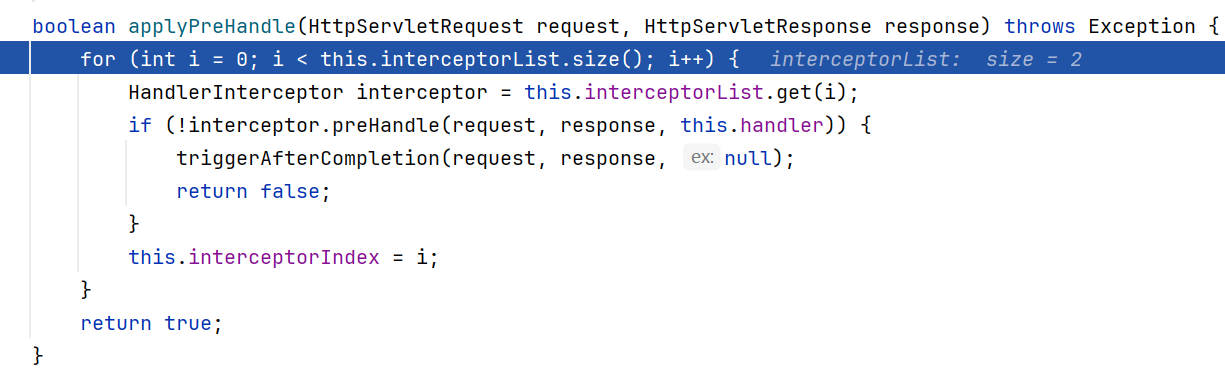 boolean applyPreHandle(HttpServletRequest request, HttpServletResponse response) throws Exception {
    for (int i = 0; i < this.interceptorList.size(); i++) {   interceptorList:  size = 2
        HandlerInterceptor interceptor = this.interceptorList.get(i);
        if (!interceptor.preHandle(request, response, this.handler)) {
            triggerAfterCompletion(request, response, ex: null);
            return false;
        }
        this.interceptorIndex = i;
    }
    return true;
}